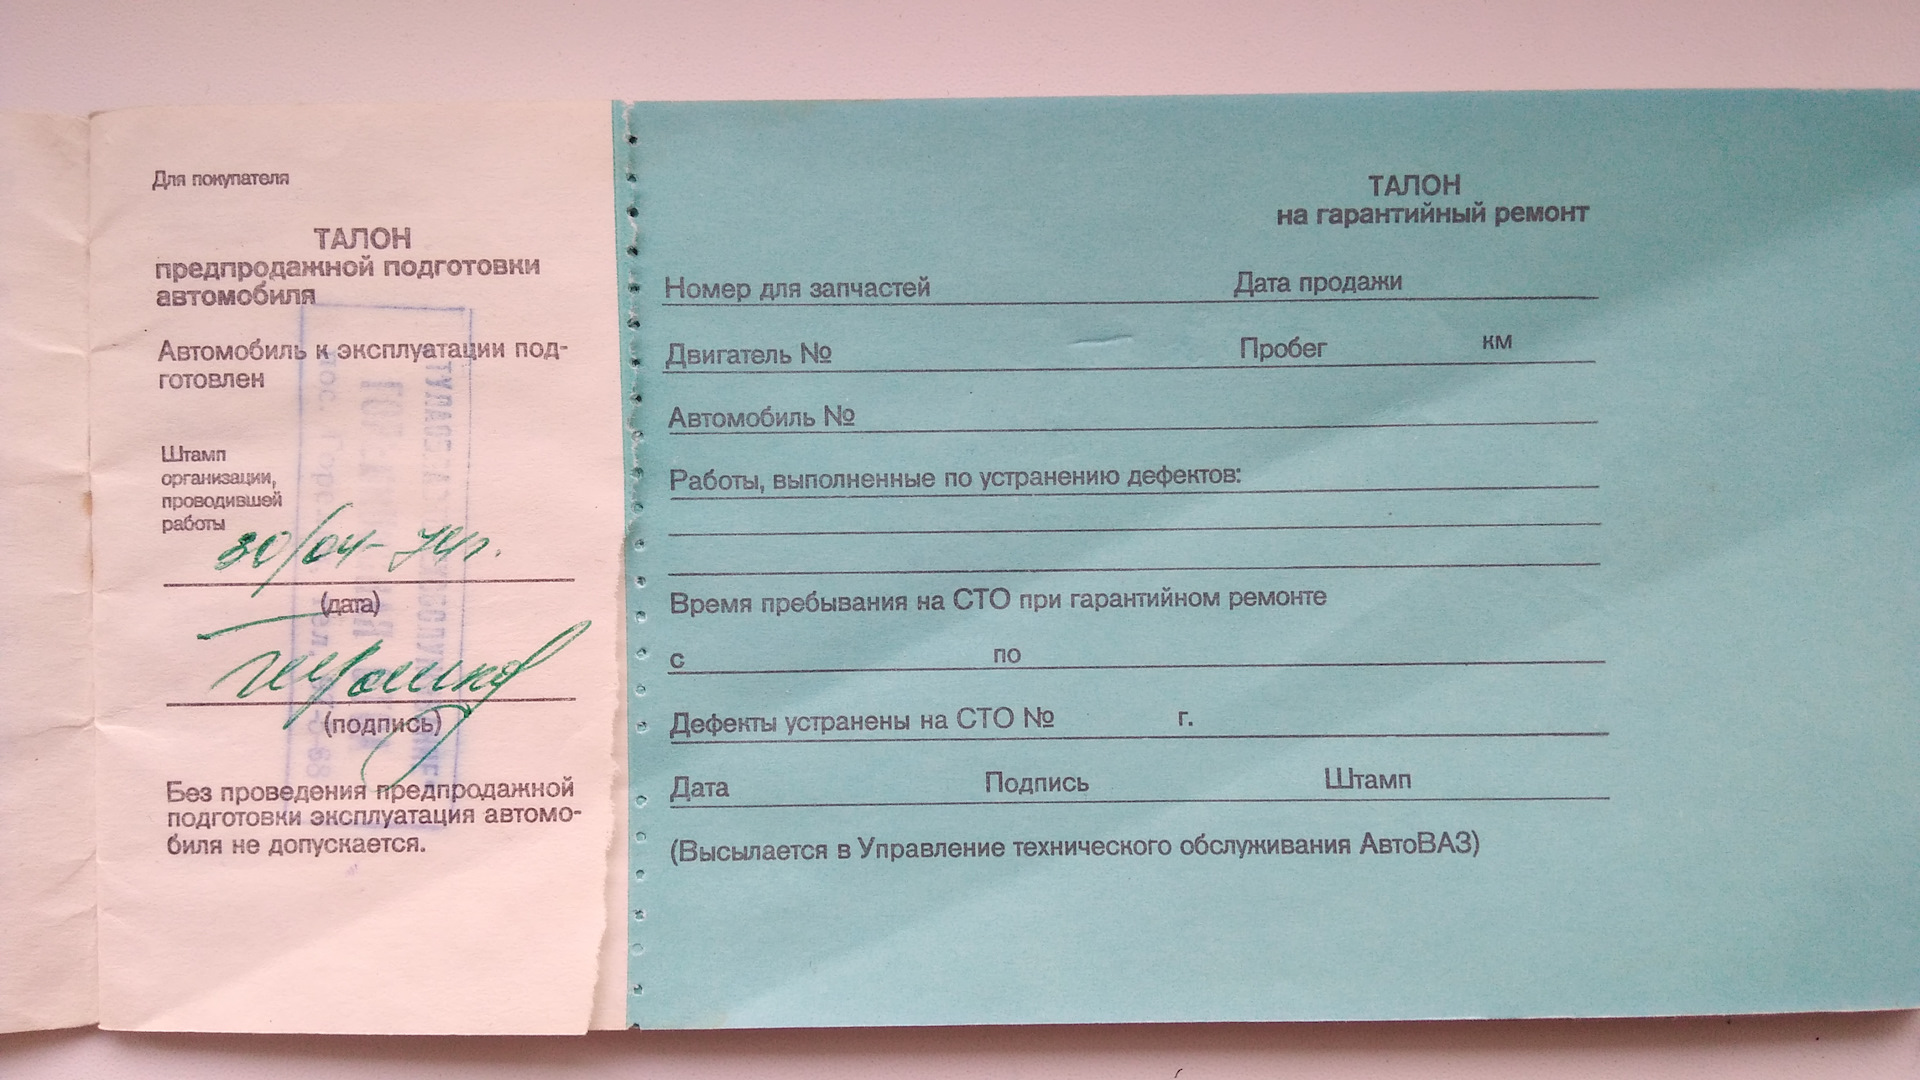 Для покупателя
ТАЛОН
предпродажной подготовки
автомобиля
Автомобиль к эксплуатации под-
готовлен
Штамп
организации,
проводившей
работы
30/04-74г.
(дата)
(подпись)
Без проведения предпродажной
подготовки эксплуатация автомо-
биля не допускается.
ТАЛОН
на гарантийный ремонт
Номер для запчастей Дата продажи
Двигатель № Пробег км
Автомобиль №
Работы, выполненные по устранению дефектов:
Время пребывания на СТО при гарантийном ремонте
с по
Дефекты устранены на СТО № г.
Дата Подпись Штамп
(Высылается в Управление технического обслуживания АвтоВАЗ)